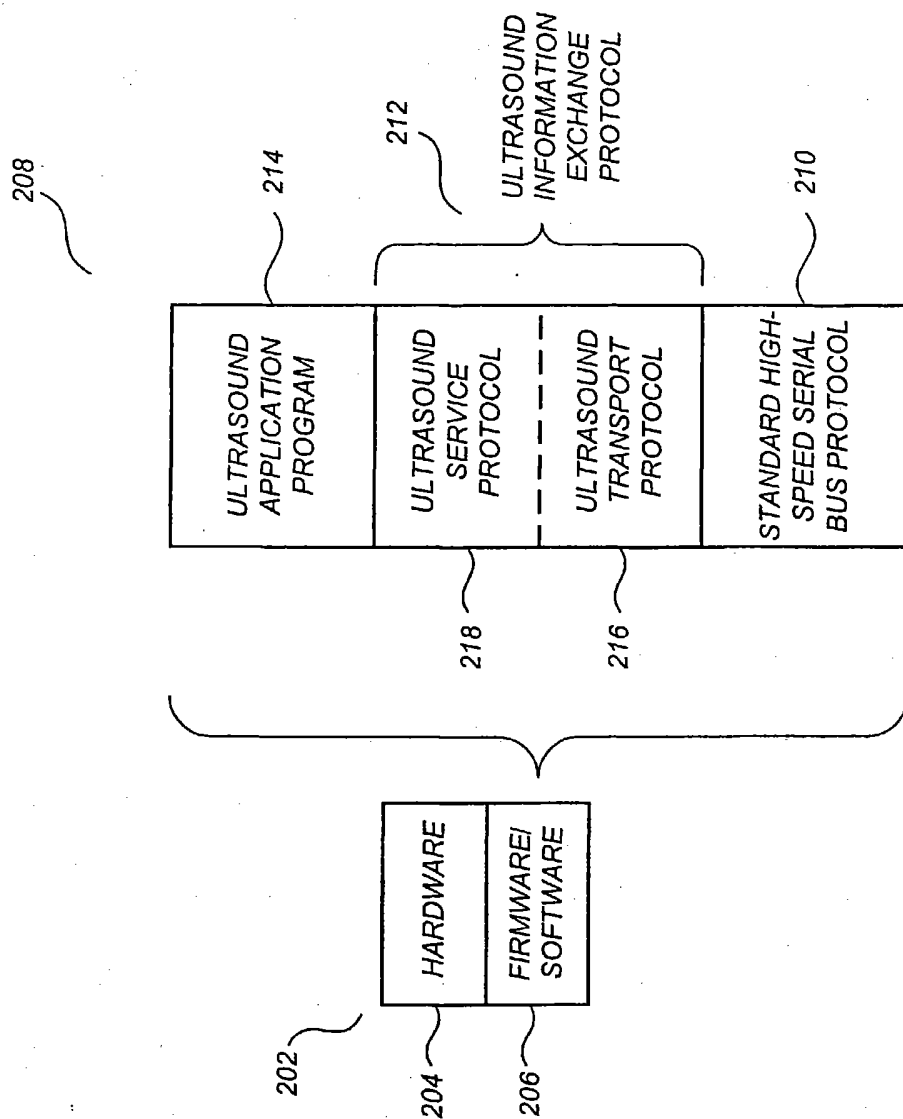 208
214
ULTRASOUND
APPLICATION
PROGRAM
212
ULTRASOUND
INFORMATION
EXCHANGE
PROTOCOL
218
ULTRASOUND
SERVICE
PROTOCOL
216
ULTRASOUND
TRANSPORT
PROTOCOL
210
STANDARD HIGH-
SPEED SERIAL
BUS PROTOCOL
202
204
HARDWARE
206
FIRMWARE/
SOFTWARE